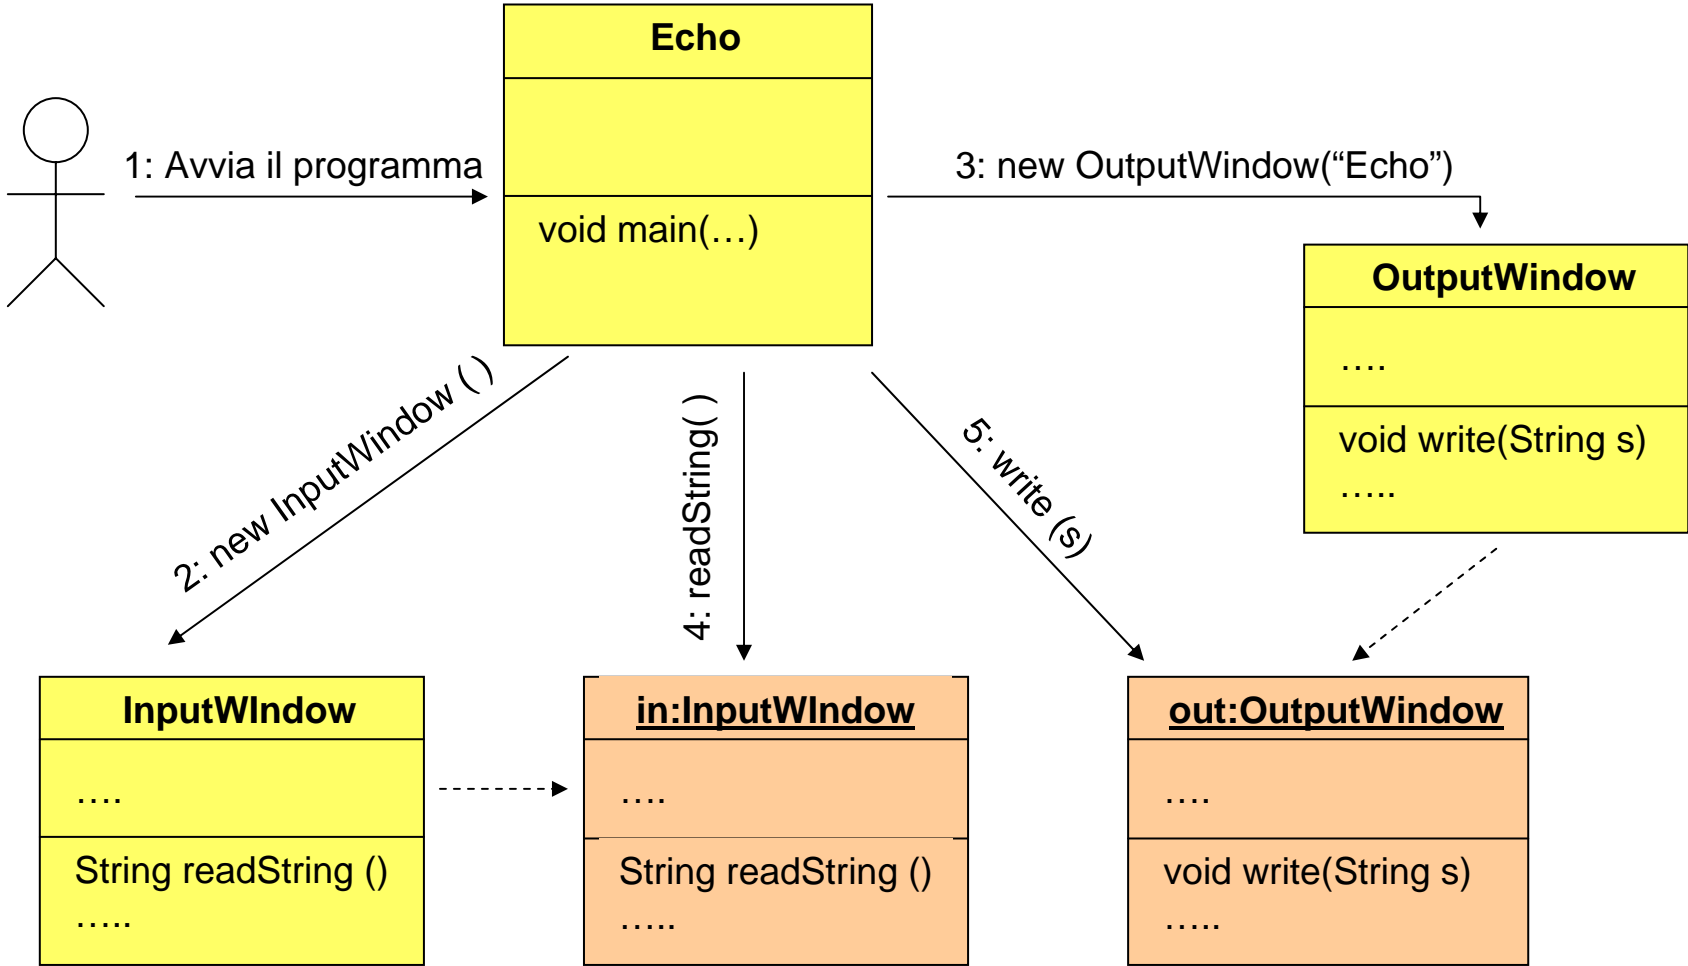 Echo
1: Avvia il programma
void main(…)
3: new OutputWindow(“Echo”)
OutputWindow
….
void write(String s)
…..
2: new InputWindow ( )
4: readString( )
5: write (s)
InputWIndow
….
String readString ()
…..
in:InputWIndow
….
String readString ()
…..
out:OutputWindow
….
void write(String s)
…..